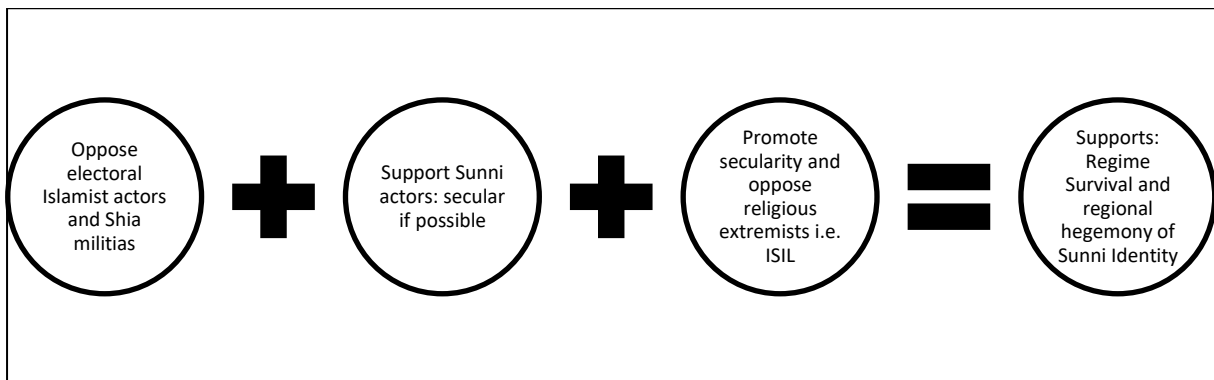 Oppose
electoral
Islamist actors
and Shia
militias
Support Sunni
actors: secular
if possible
Promote
secularity and
oppose
religious
extremists i.e.
ISIL
Supports:
Regime
Survival and
regional
hegemony of
Sunni Identity